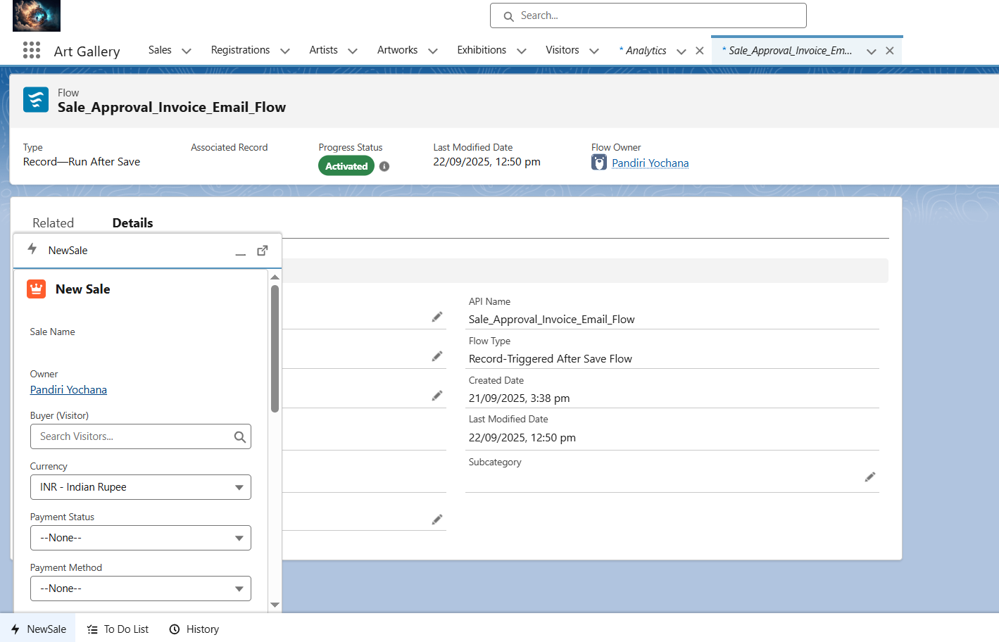 Search...
Art Gallery
Sales
Registrations
Artists
Artworks
Exhibitions
Visitors
* Analytics
* Sale_Approval_Invoice_Em...
Flow
Sale_Approval_Invoice_Email_Flow
Type
Record—Run After Save
Associated Record
Progress Status
Activated
Last Modified Date
22/09/2025, 12:50 pm
Flow Owner
Pandiri Yochana
Related
Details
NewSale
New Sale
Sale Name
Owner
Pandiri Yochana
Buyer (Visitor)
Search Visitors...
Currency
INR - Indian Rupee
Payment Status
--None--
Payment Method
--None--
API Name
Sale_Approval_Invoice_Email_Flow
Flow Type
Record-Triggered After Save Flow
Created Date
21/09/2025, 3:38 pm
Last Modified Date
22/09/2025, 12:50 pm
Subcategory
NewSale
To Do List
History